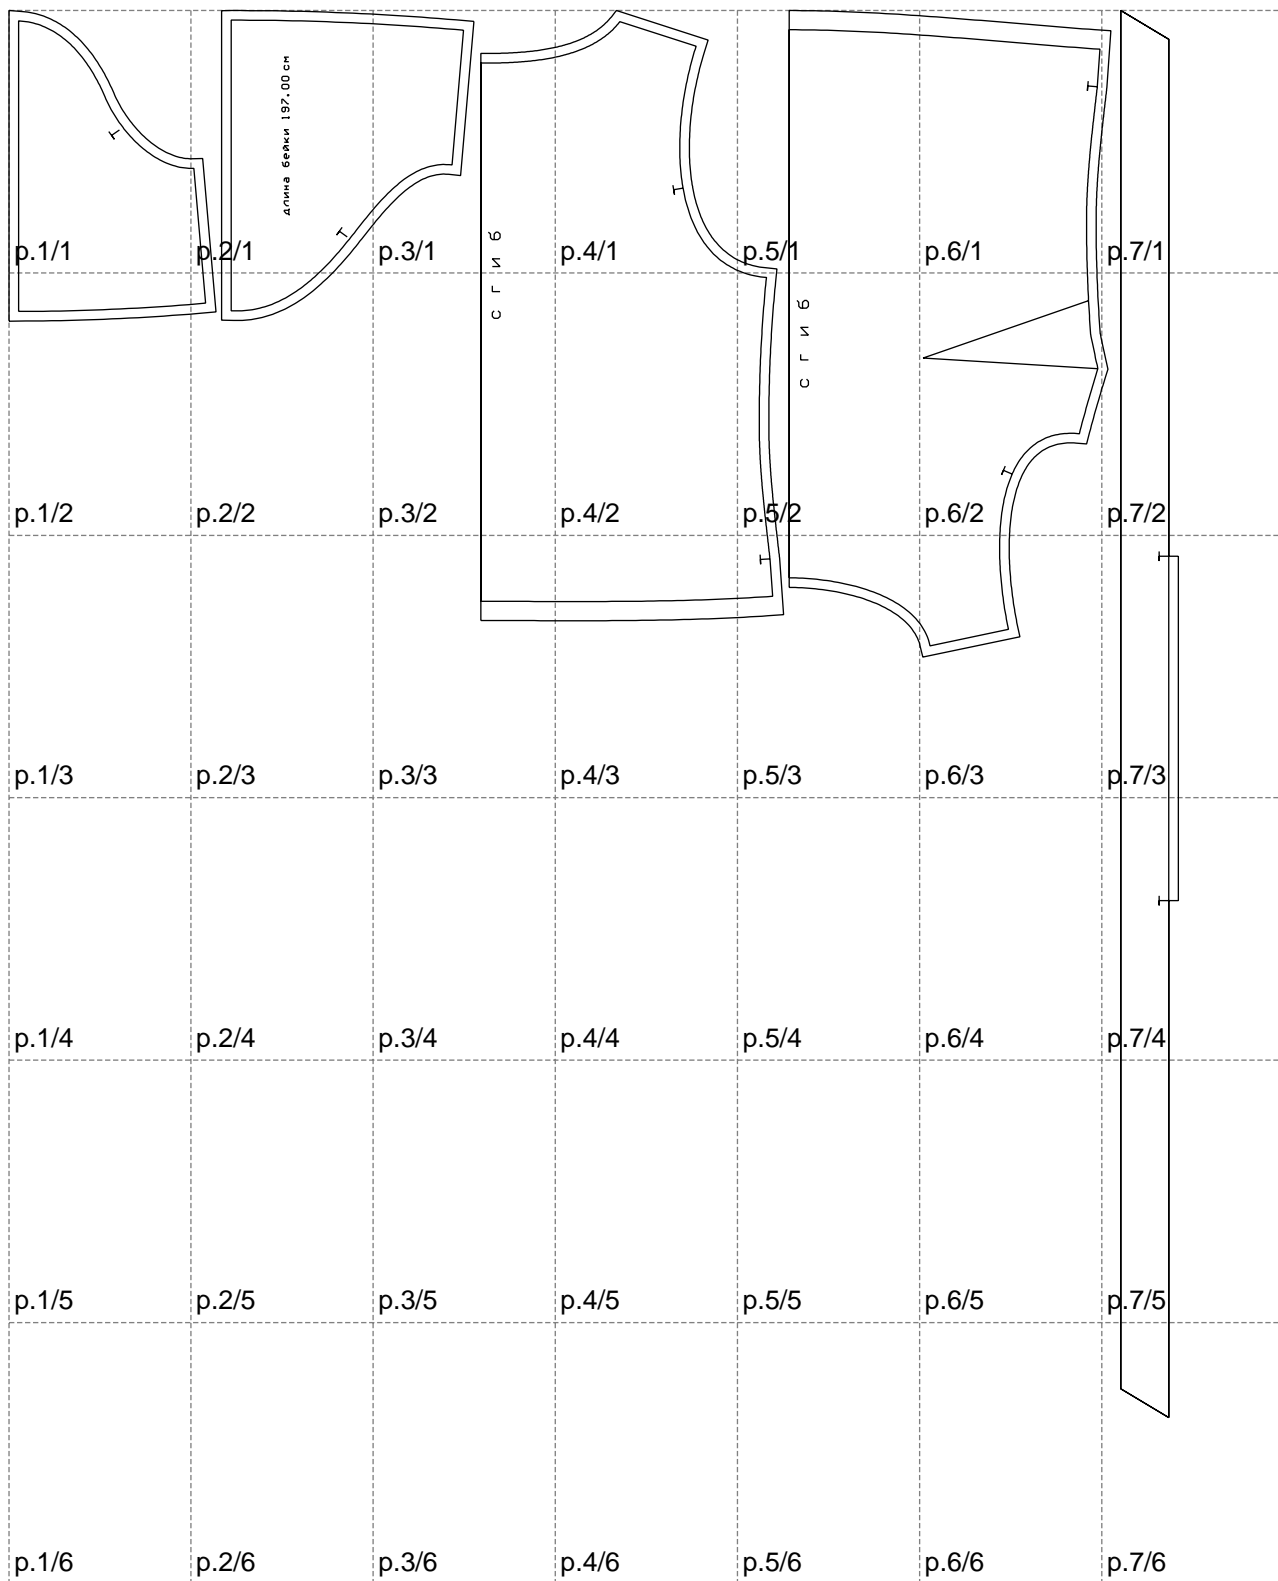 длина бейки 197.00 см
сгиб
сгиб
p.1/1 p.2/1 p.3/1 p.4/1 p.5/1 p.6/1 p.7/1
p.1/2 p.2/2 p.3/2 p.4/2 p.5/2 p.6/2 p.7/2
p.1/3 p.2/3 p.3/3 p.4/3 p.5/3 p.6/3 p.7/3
p.1/4 p.2/4 p.3/4 p.4/4 p.5/4 p.6/4 p.7/4
p.1/5 p.2/5 p.3/5 p.4/5 p.5/5 p.6/5 p.7/5
p.1/6 p.2/6 p.3/6 p.4/6 p.5/6 p.6/6 p.7/6